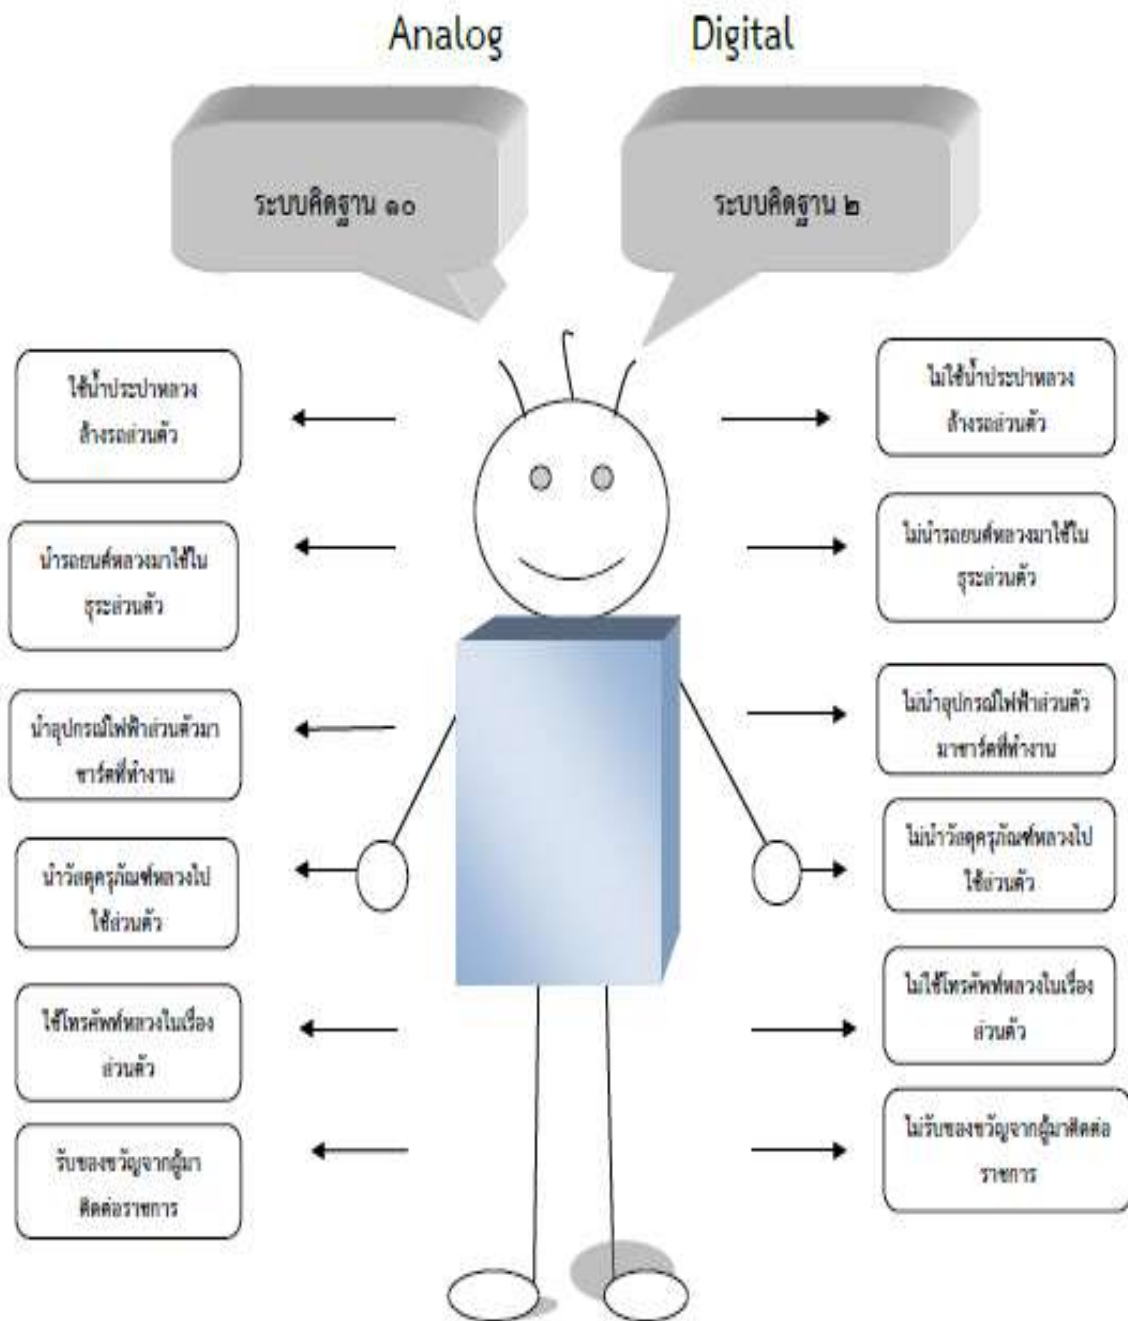 Analog Digital
ระบบคิดฐาน ๑๐
ระบบคิดฐาน ๒
ใช้น้ำประปาหลวง
ล้างรถส่วนตัว
นำรถยนต์หลวงมาใช้ใน
ธุระส่วนตัว
นำอุปกรณ์ไฟฟ้าส่วนตัวมา
ชาร์ตที่ทำงาน
นำวัสดุครุภัณฑ์หลวงไป
ใช้ส่วนตัว
ใช้โทรศัพท์หลวงในเรื่อง
ส่วนตัว
รับของขวัญจากผู้มา
ติดต่อราชการ
ไม่ใช้น้ำประปาหลวง
ล้างรถส่วนตัว
ไม่นำรถยนต์หลวงมาใช้ใน
ธุระส่วนตัว
ไม่นำอุปกรณ์ไฟฟ้าส่วนตัว
มาชาร์ตที่ทำงาน
ไม่นำวัสดุครุภัณฑ์หลวงไป
ใช้ส่วนตัว
ไม่ใช้โทรศัพท์หลวงในเรื่อง
ส่วนตัว
ไม่รับของขวัญจากผู้มาติดต่อ
ราชการ